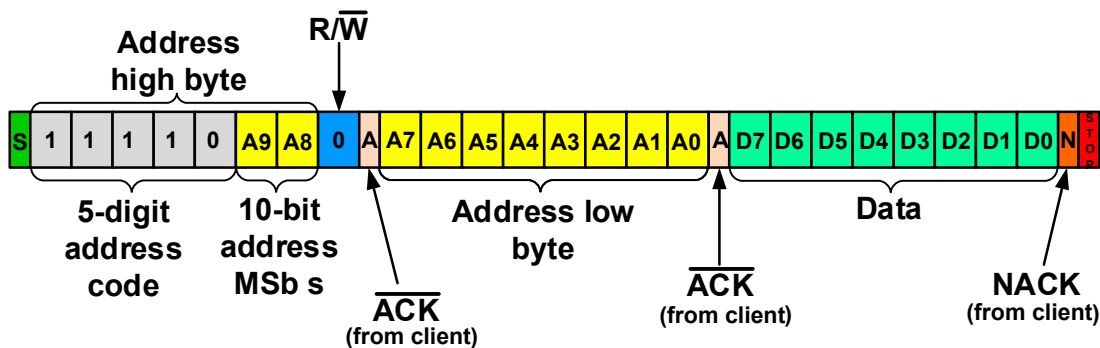 R/W
Address
high byte
S 1 1 1 1 0 A9 A8 0 A A7 A6 A5 A4 A3 A2 A1 A0 A D7 D6 D5 D4 D3 D2 D1 D0 N STOP
5-digit
address
code
10-bit
address
MSb s
Address low
byte
Data
ACK
(from client)
ACK
(from client)
NACK
(from client)